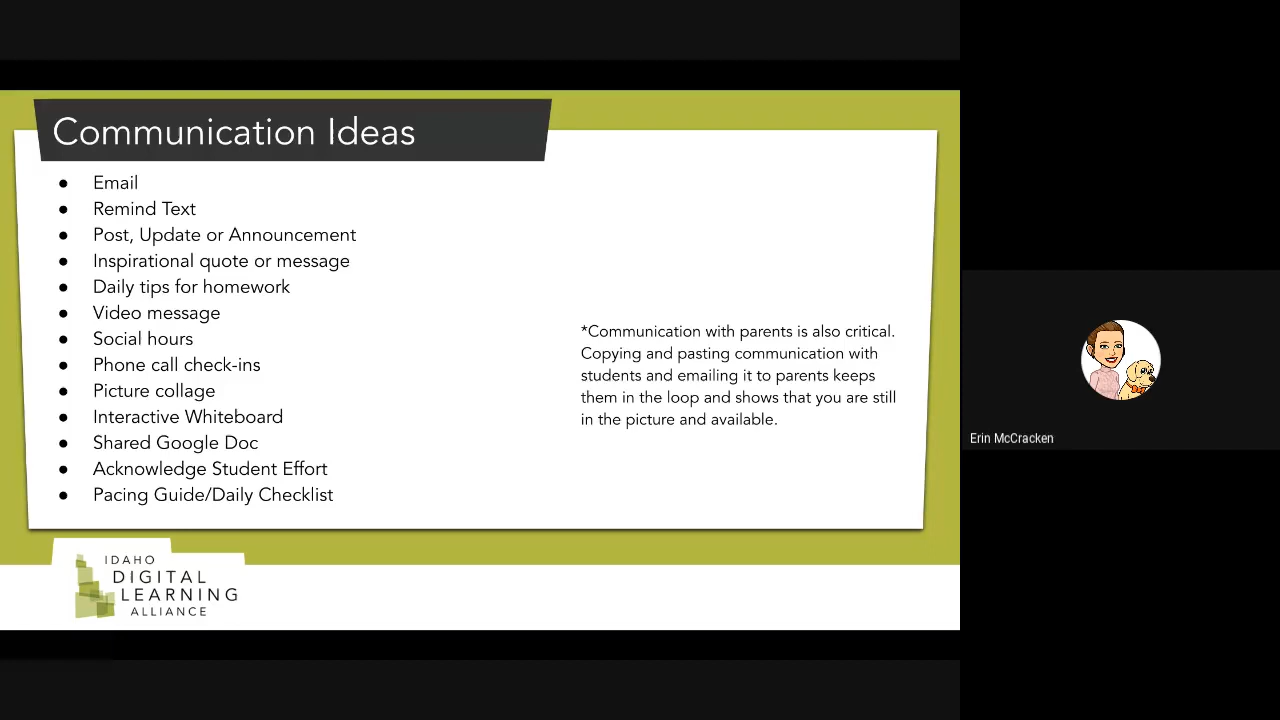 Communication Ideas
● Email
● Remind Text
● Post, Update or Announcement
● Inspirational quote or message
● Daily tips for homework
● Video message
● Social hours
● Phone call check-ins
● Picture collage
● Interactive Whiteboard
● Shared Google Doc
● Acknowledge Student Effort
● Pacing Guide/Daily Checklist
*Communication with parents is also critical.
Copying and pasting communication with
students and emailing it to parents keeps
them in the loop and shows that you are still
in the picture and available.
IDAHO
DIGITAL
LEARNING
ALLIANCE
Erin McCracken